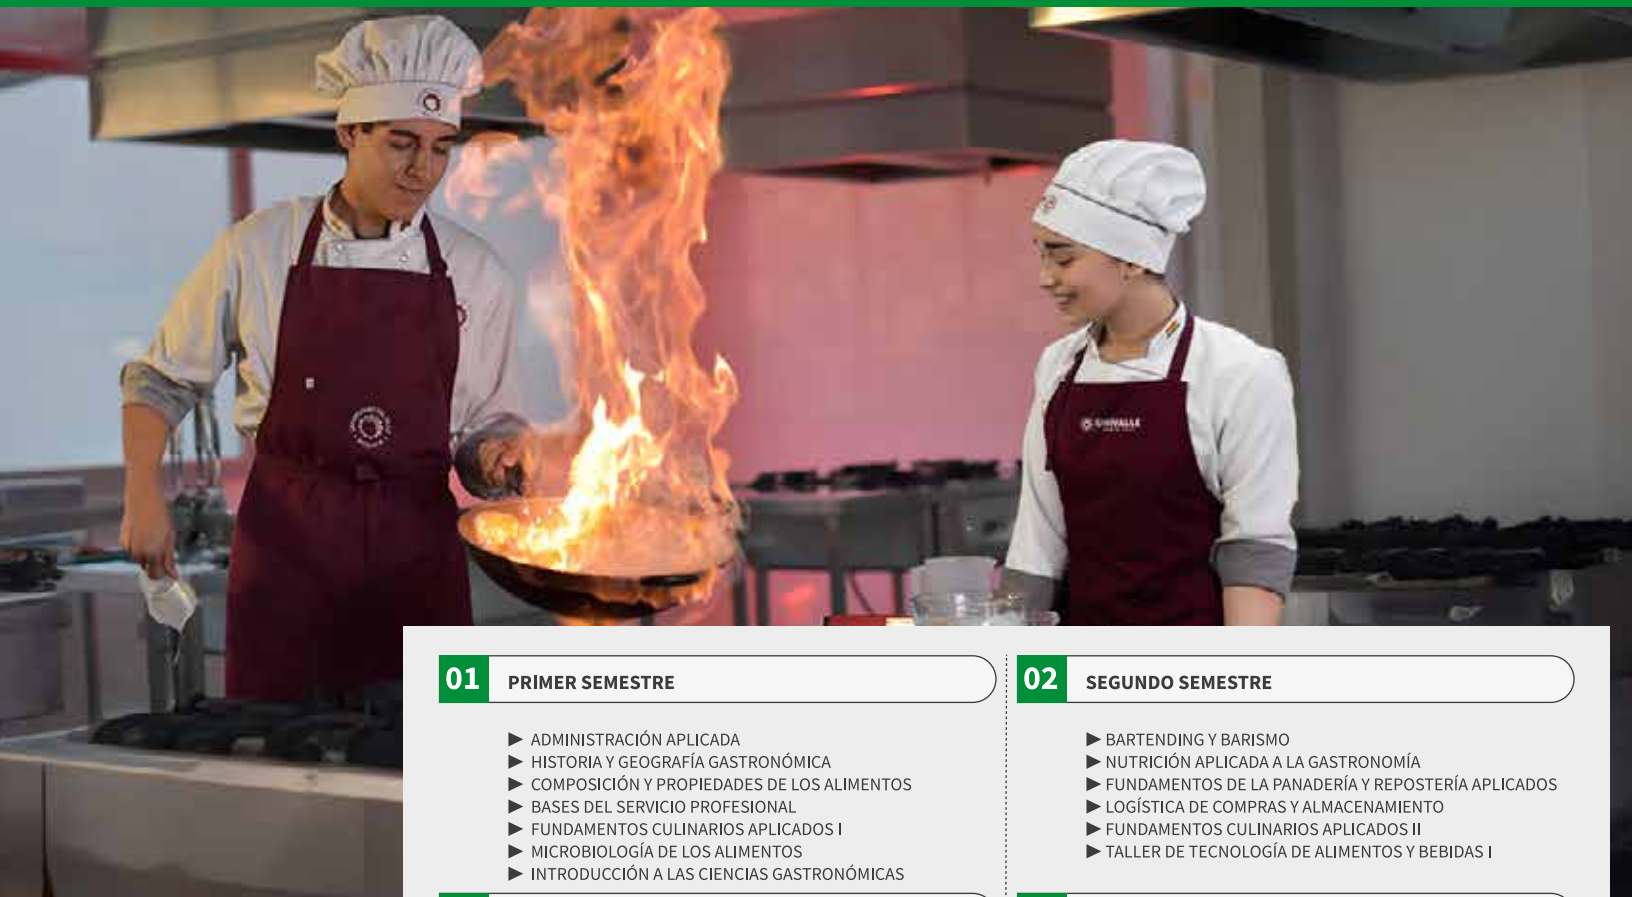 UNIVALLE
01 PRIMER SEMESTRE
▶ ADMINISTRACIÓN APLICADA
▶ HISTORIA Y GEOGRAFÍA GASTRONÓMICA
▶ COMPOSICIÓN Y PROPIEDADES DE LOS ALIMENTOS
▶ BASES DEL SERVICIO PROFESIONAL
▶ FUNDAMENTOS CULINARIOS APLICADOS I
▶ MICROBIOLOGÍA DE LOS ALIMENTOS
▶ INTRODUCCIÓN A LAS CIENCIAS GASTRONÓMICAS
02 SEGUNDO SEMESTRE
▶ BARTENDING Y BARISMO
▶ NUTRICIÓN APLICADA A LA GASTRONOMÍA
▶ FUNDAMENTOS DE LA PANADERÍA Y REPOSTERÍA APLICADOS
▶ LOGÍSTICA DE COMPRAS Y ALMACENAMIENTO
▶ FUNDAMENTOS CULINARIOS APLICADOS II
▶ TALLER DE TECNOLOGÍA DE ALIMENTOS Y BEBIDAS I